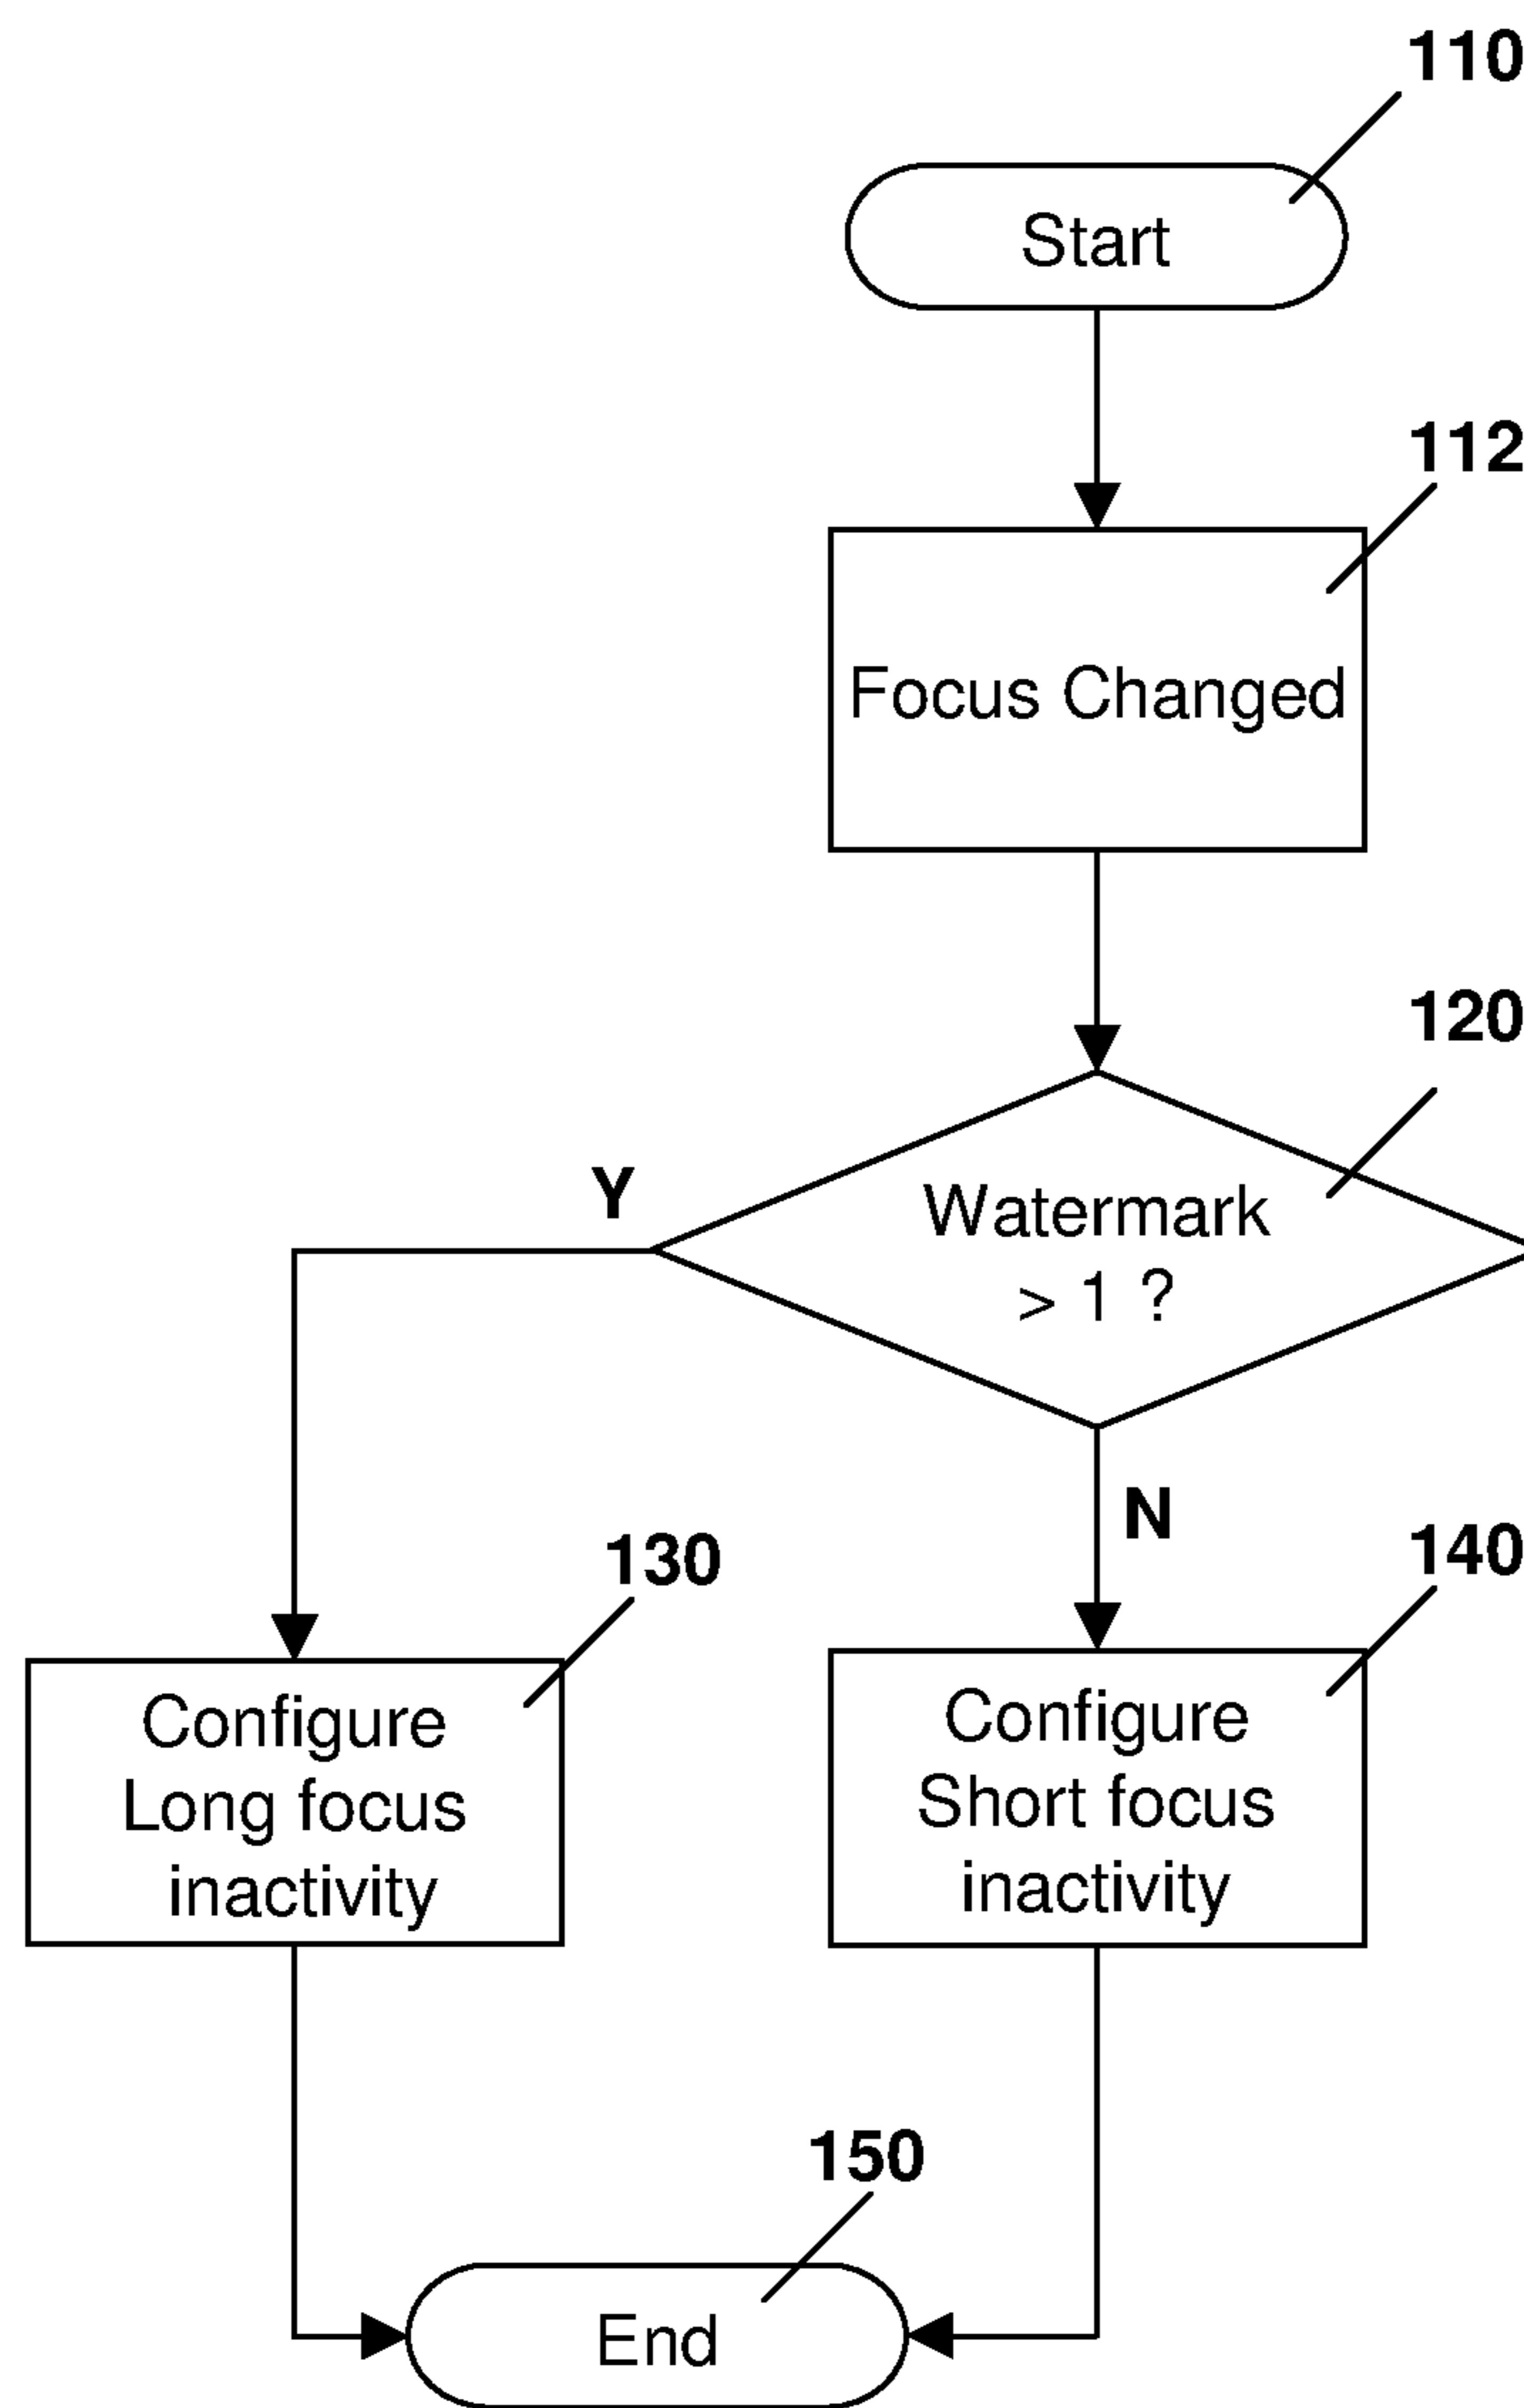 110
Start
112
Focus Changed
120
Y
Watermark
> 1 ?
N
130
140
Configure
Long focus
inactivity
Configure
Short focus
inactivity
150
End